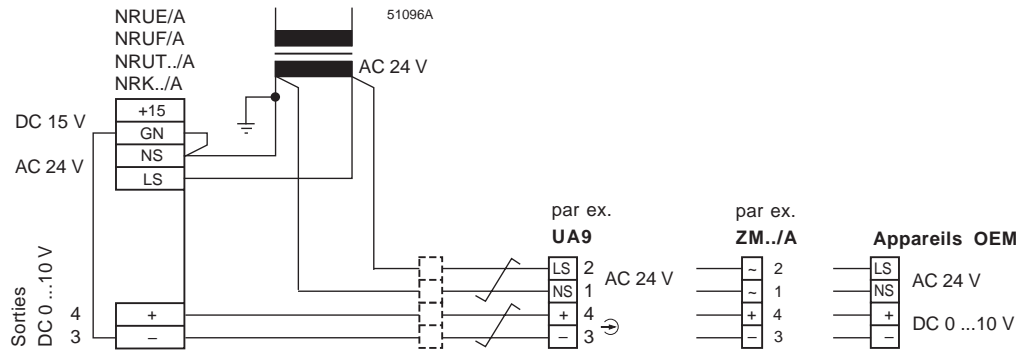 NRUE/A
NRUF/A
NRUT../A
NRK../A
51096A
AC 24 V
DC 15 V
AC 24 V
+15
GN
NS
LS
Sorties
DC 0 ...10 V
4 +
3 –
par ex.
UA9
LS 2
NS 1
+ 4
– 3
AC 24 V
par ex.
ZM../A
~ 2
~ 1
+ 4
– 3
Appareils OEM
LS
NS
+
–
AC 24 V
DC 0 ...10 V